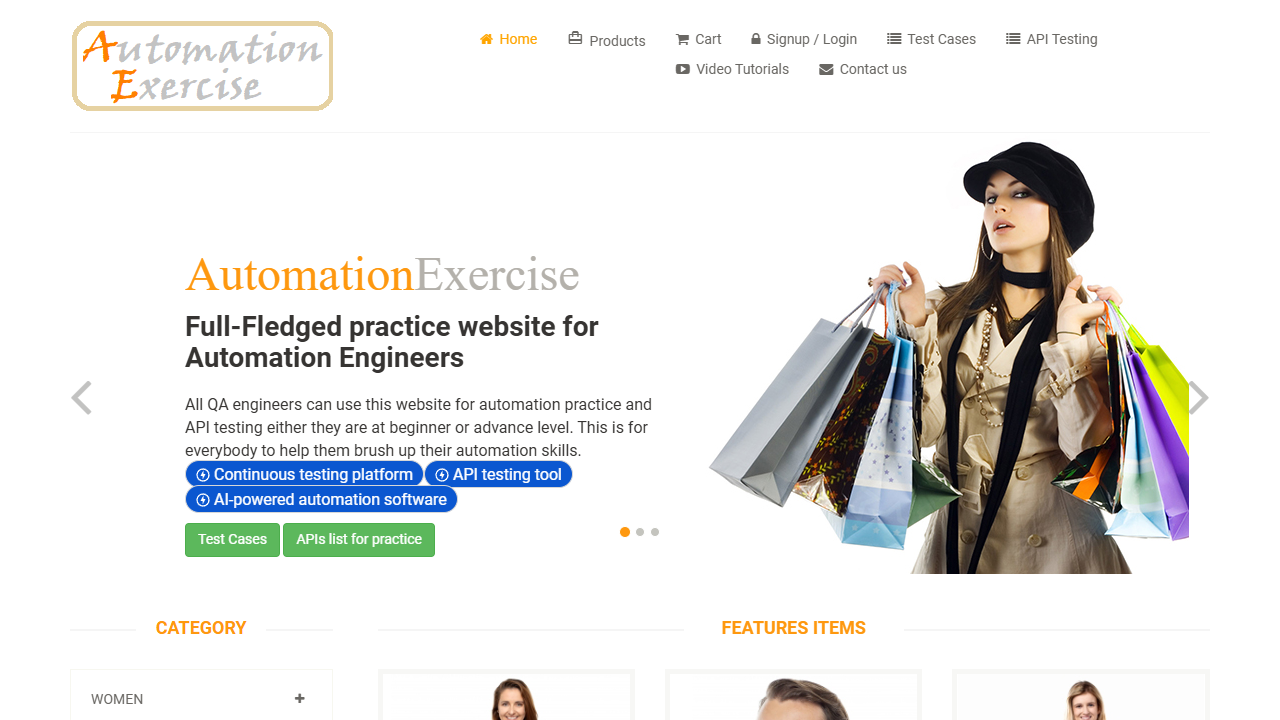 Automation
Exercise
Home
Products
Cart
Signup / Login
Test Cases
API Testing
Video Tutorials
Contact us
AutomationExercise
Full-Fledged practice website for
Automation Engineers
All QA engineers can use this website for automation practice and
API testing either they are at beginner or advance level. This is for
everybody to help them brush up their automation skills.
Continuous testing platform API testing tool
AI-powered automation software
Test Cases APIs list for practice
CATEGORY
FEATURES ITEMS
WOMEN